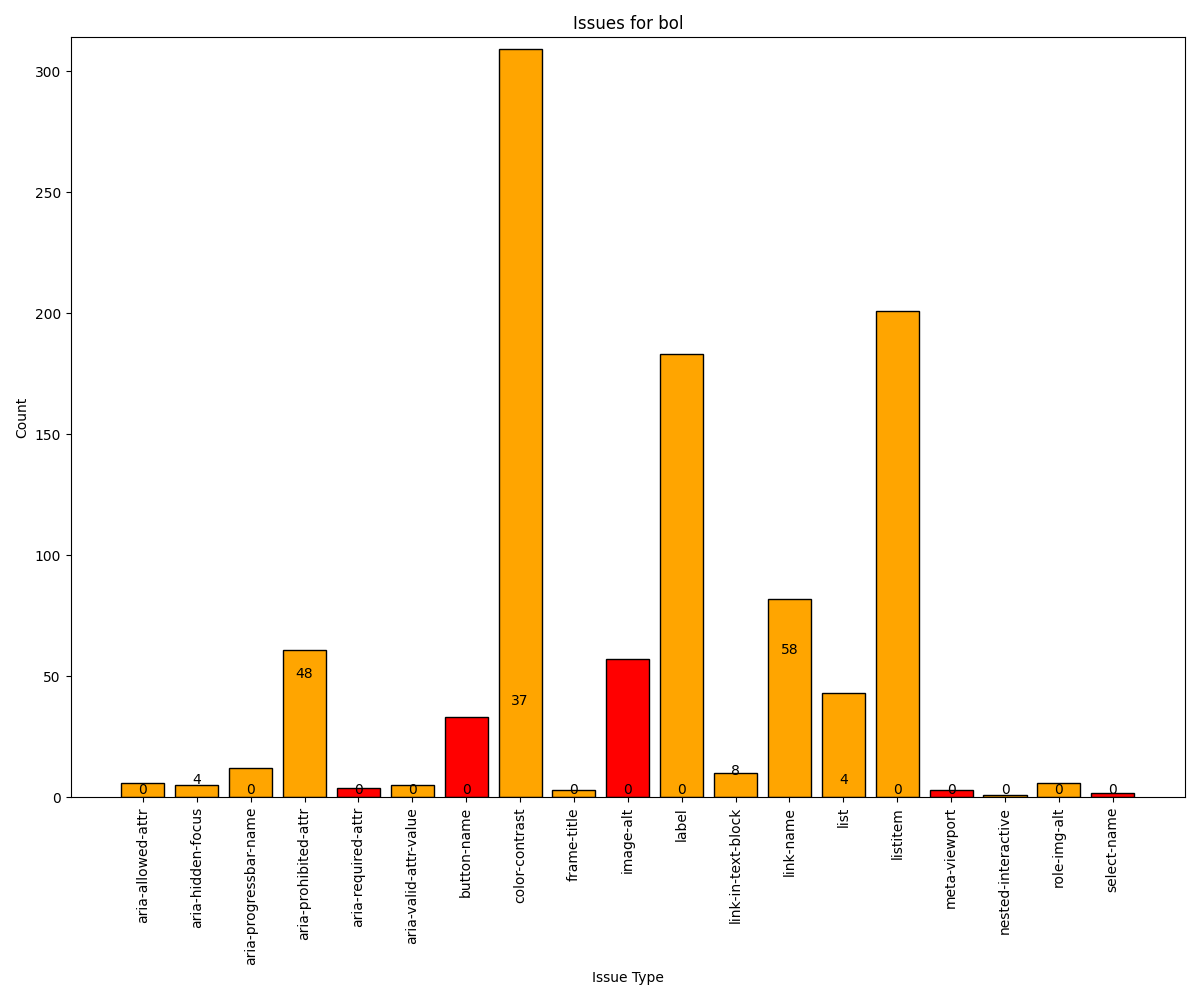 Issues for bol
300
250
200
150
100
50
0
Count
0
4
0
48
0
0
0
37
0
0
0
8
58
4
0
0
0
0
0
aria-allowed-attr
aria-hidden-focus
aria-progressbar-name
aria-prohibited-attr
aria-required-attr
aria-valid-attr-value
button-name
color-contrast
frame-title
image-alt
label
link-in-text-block
link-name
list
listitem
meta-viewport
nested-interactive
role-img-alt
select-name
Issue Type